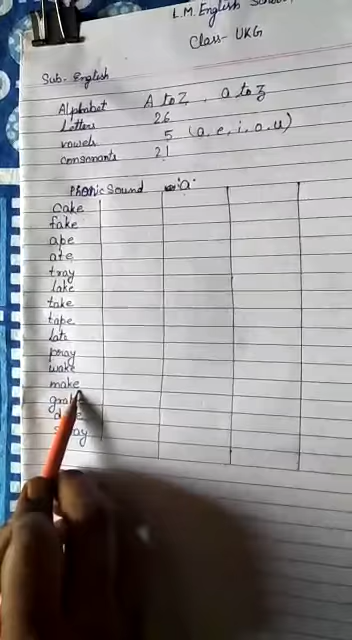 L.M. English School,
Class- UKG
Sub- English
Alphabet A to Z , a to z
Letters 26
vowels 5 (a, e, i, o, u)
consonants 21
Phonic Sound - 'a'
Cake
fake
ape
ate
tray
lake
take
tape
late
pray
wake
make